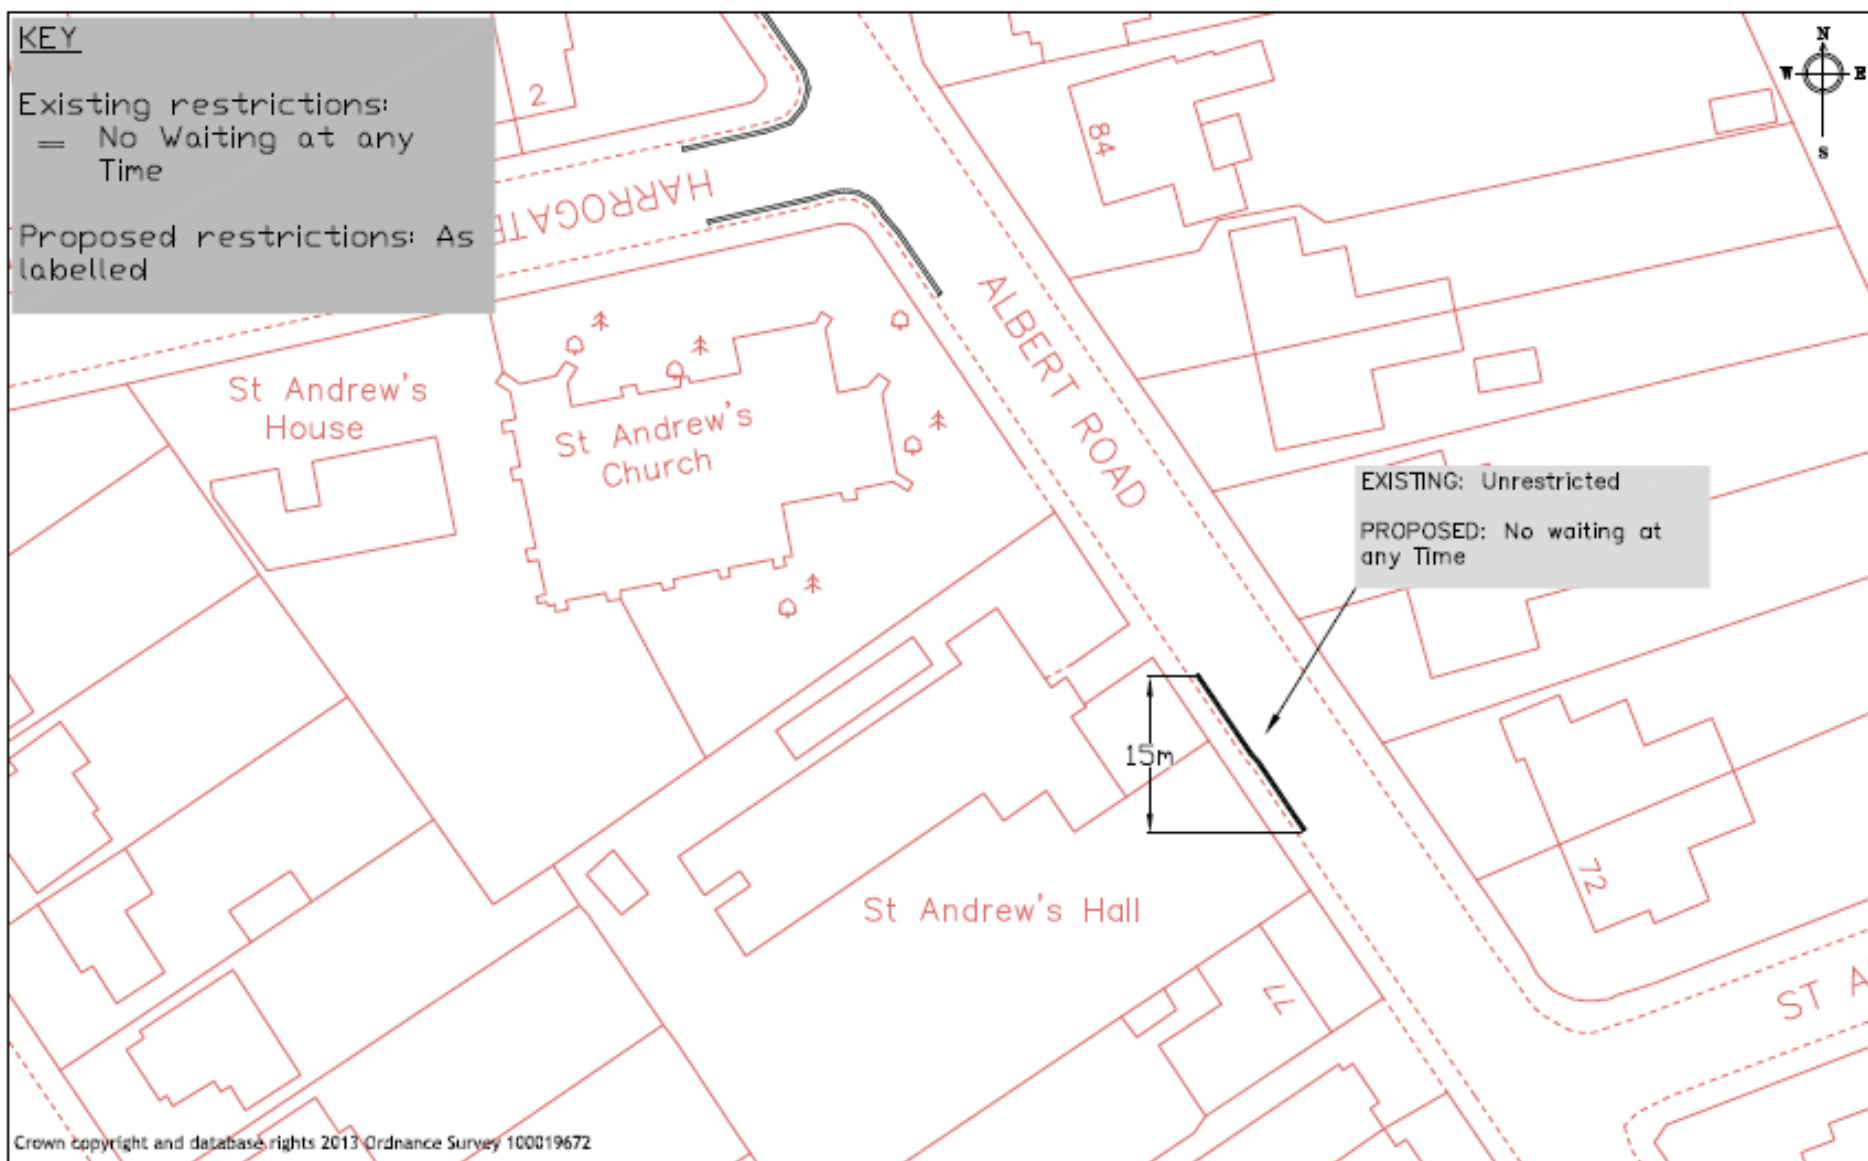 KEY
Existing restrictions:
= No Waiting at any
Time
Proposed restrictions: As
labelled
N
W E
S
2
84
HARROGATE
ALBERT ROAD
St Andrew's
House
St Andrew's
Church
EXISTING: Unrestricted
PROPOSED: No waiting at
any Time
15m
72
St Andrew's Hall
77
ST A
Crown copyright and database rights 2013 Ordnance Survey 100019672